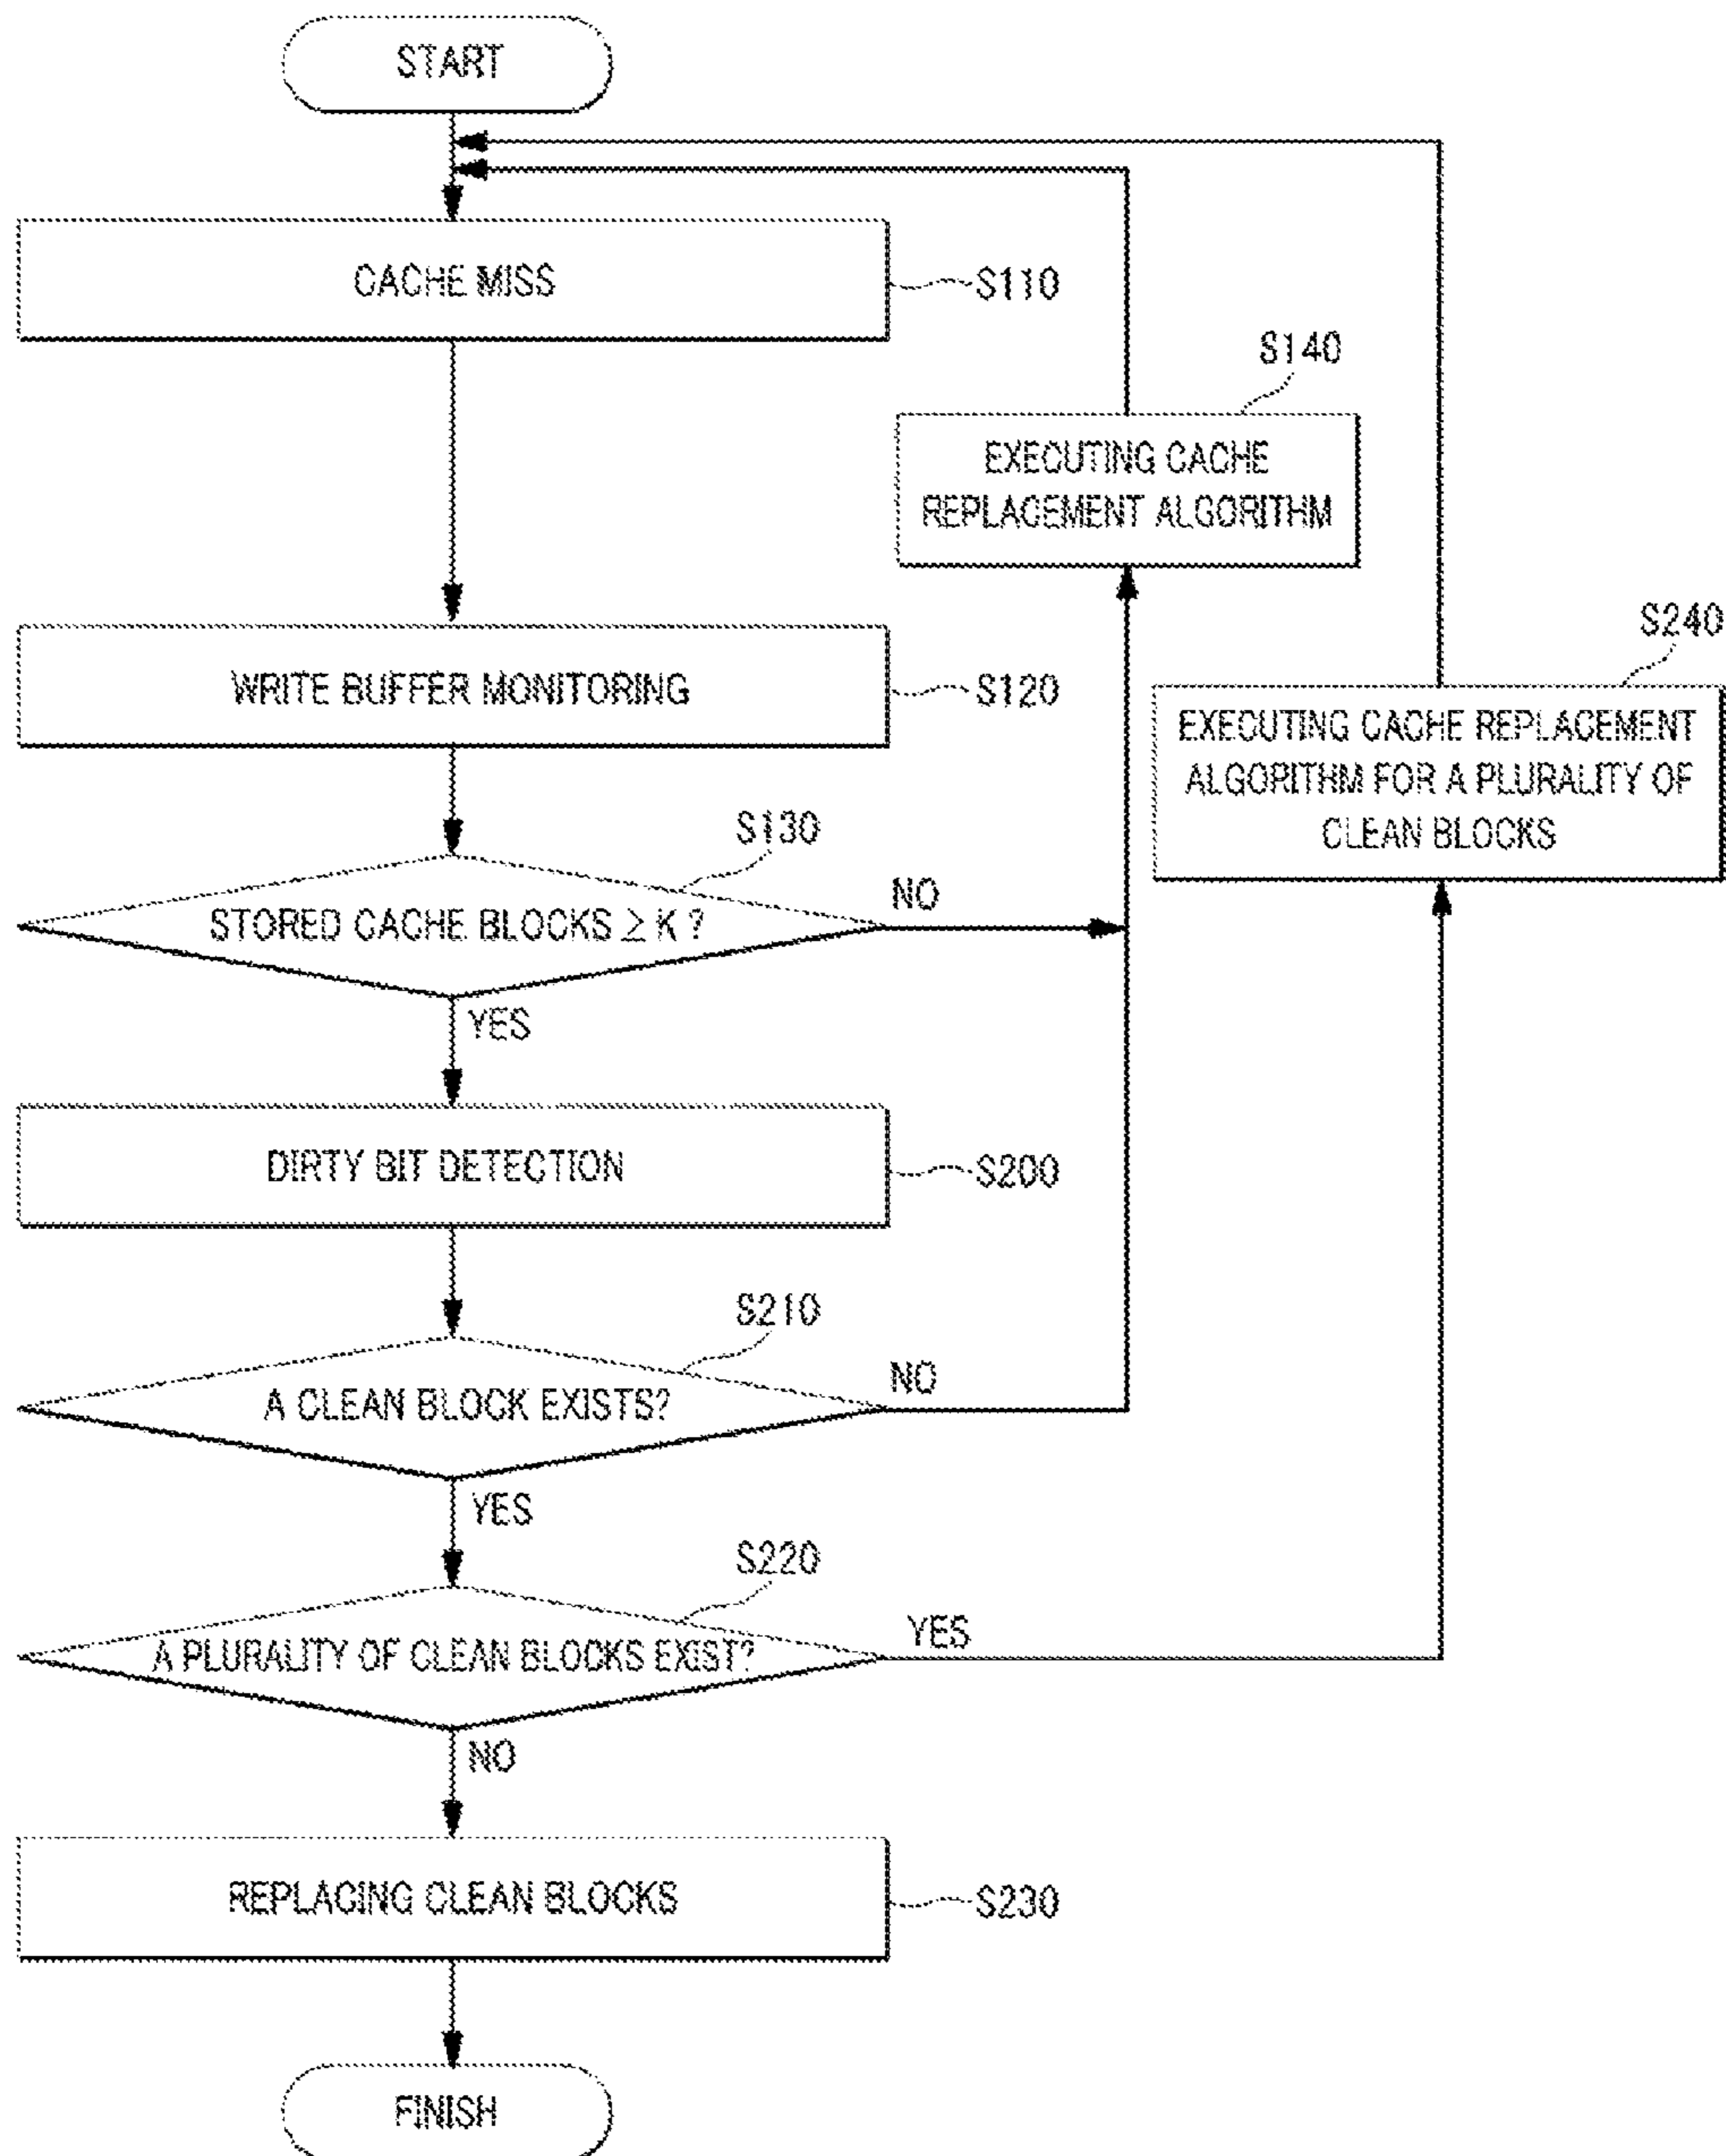 START
CACHE MISS
S110
S140
EXECUTING CACHE
REPLACEMENT ALGORITHM
S240
WRITE BUFFER MONITORING
S120
EXECUTING CACHE REPLACEMENT
ALGORITHM FOR A PLURALITY OF
CLEAN BLOCKS
S130
STORED CACHE BLOCKS ≥ K ?
NO
YES
DIRTY BIT DETECTION
S200
S210
A CLEAN BLOCK EXISTS?
NO
YES
S220
A PLURALITY OF CLEAN BLOCKS EXIST?
YES
NO
REPLACING CLEAN BLOCKS
S230
FINISH